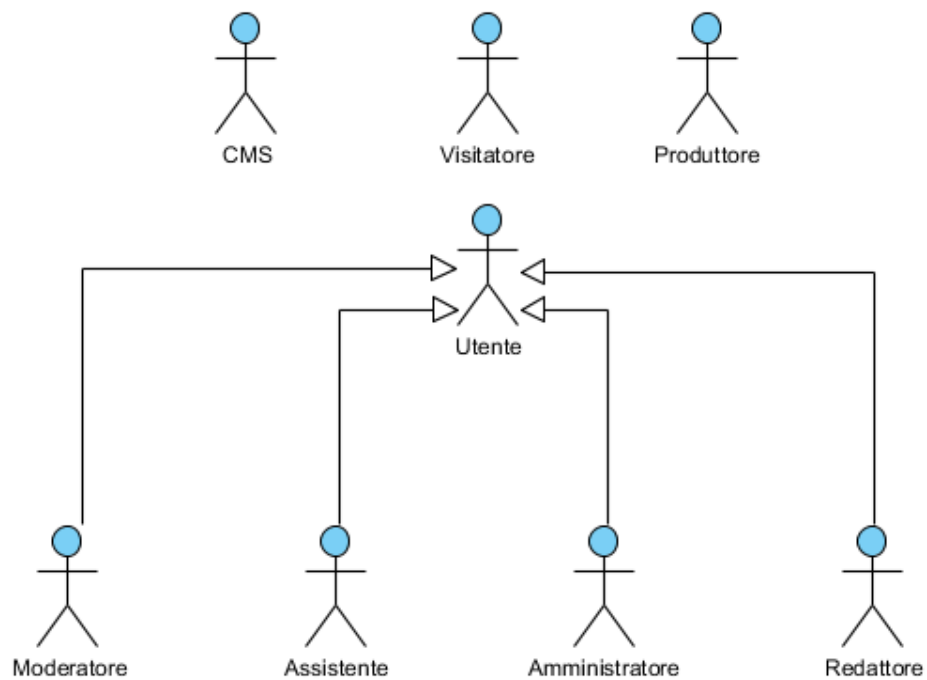 CMS
Visitatore
Produttore
Utente
Moderatore
Assistente
Amministratore
Redattore